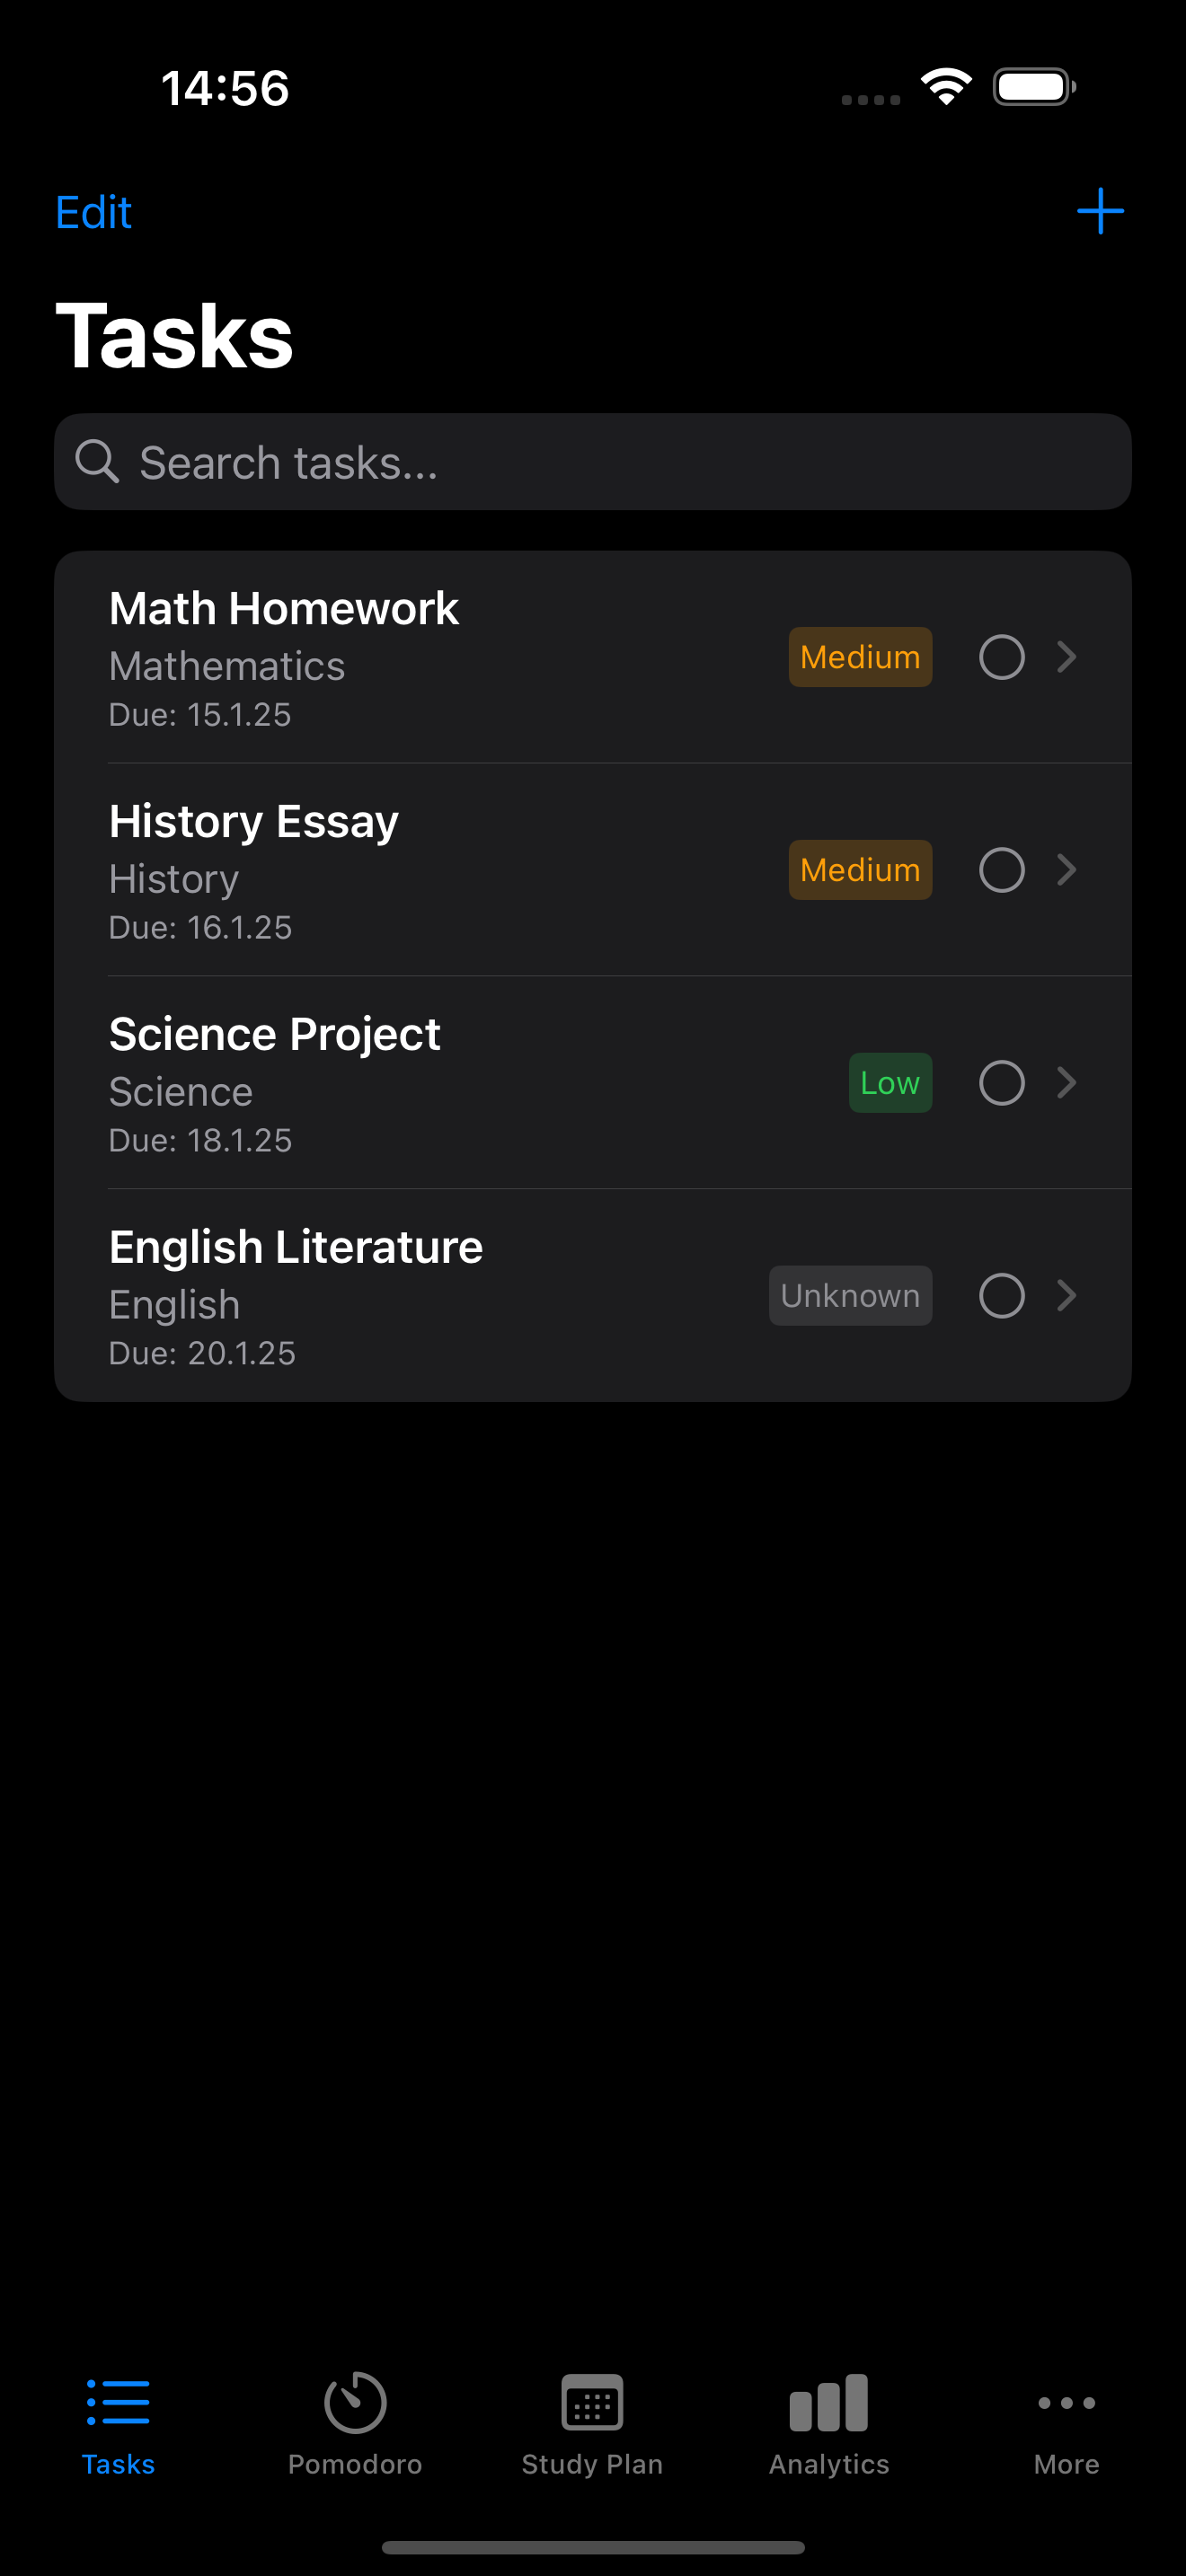 14:56
Edit
Tasks
Search tasks...
Math Homework
Mathematics
Due: 15.1.25
Medium
History Essay
History
Due: 16.1.25
Medium
Science Project
Science
Due: 18.1.25
Low
English Literature
English
Due: 20.1.25
Unknown
Tasks
Pomodoro
Study Plan
Analytics
More